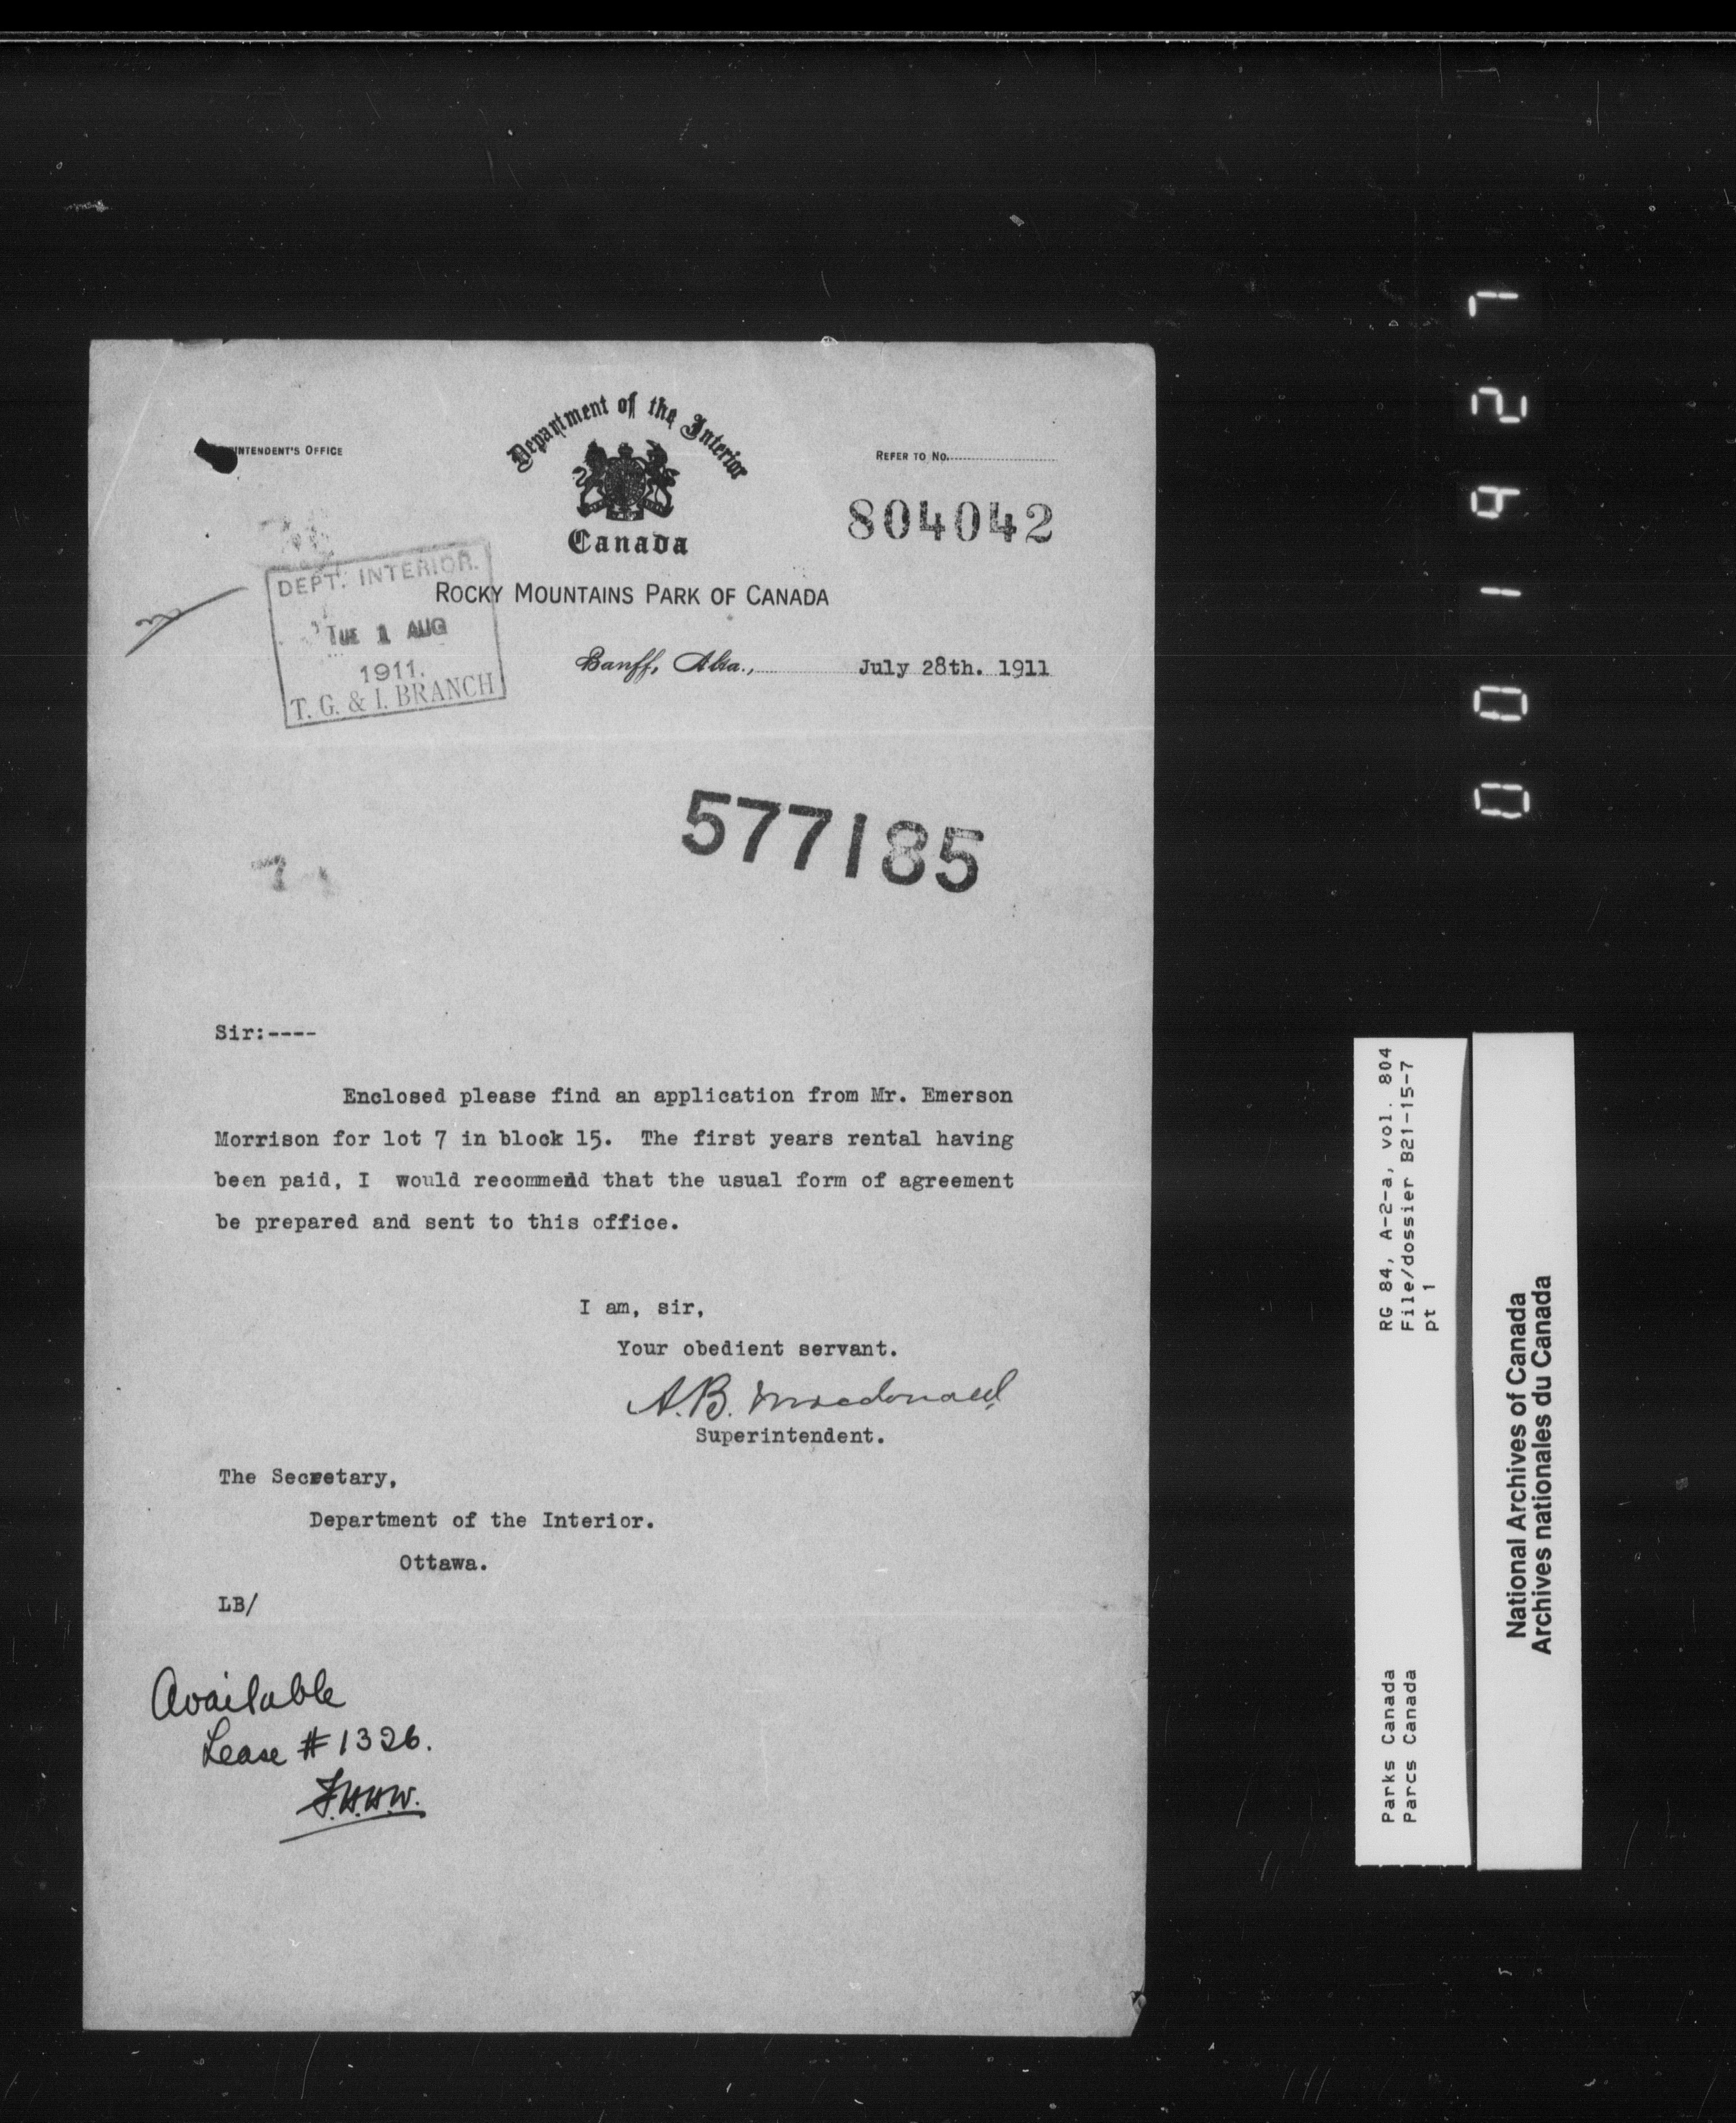 INTENDENT'S OFFICE
Department of the Interior
Canada
REFER TO No.
804042
DEPT. INTERIOR.
TUE 1 AUG
1911.
T. G. & I. BRANCH
ROCKY MOUNTAINS PARK OF CANADA
Banff, Alta., July 28th. 1911
577185
Sir:----
Enclosed please find an application from Mr. Emerson
Morrison for lot 7 in block 15. The first years rental having
been paid, I would recommend that the usual form of agreement
be prepared and sent to this office.
I am, sir,
Your obedient servant.
A.B. Macdonald
Superintendent.
The Secretary,
Department of the Interior.
Ottawa.
LB/
Available
Lease # 1326.
F.H.H.W.
001927
RG 84, A-2-a, vol. 804
File/dossier B21-15-7
pt 1
Parks Canada
Parcs Canada
National Archives of Canada
Archives nationales du Canada